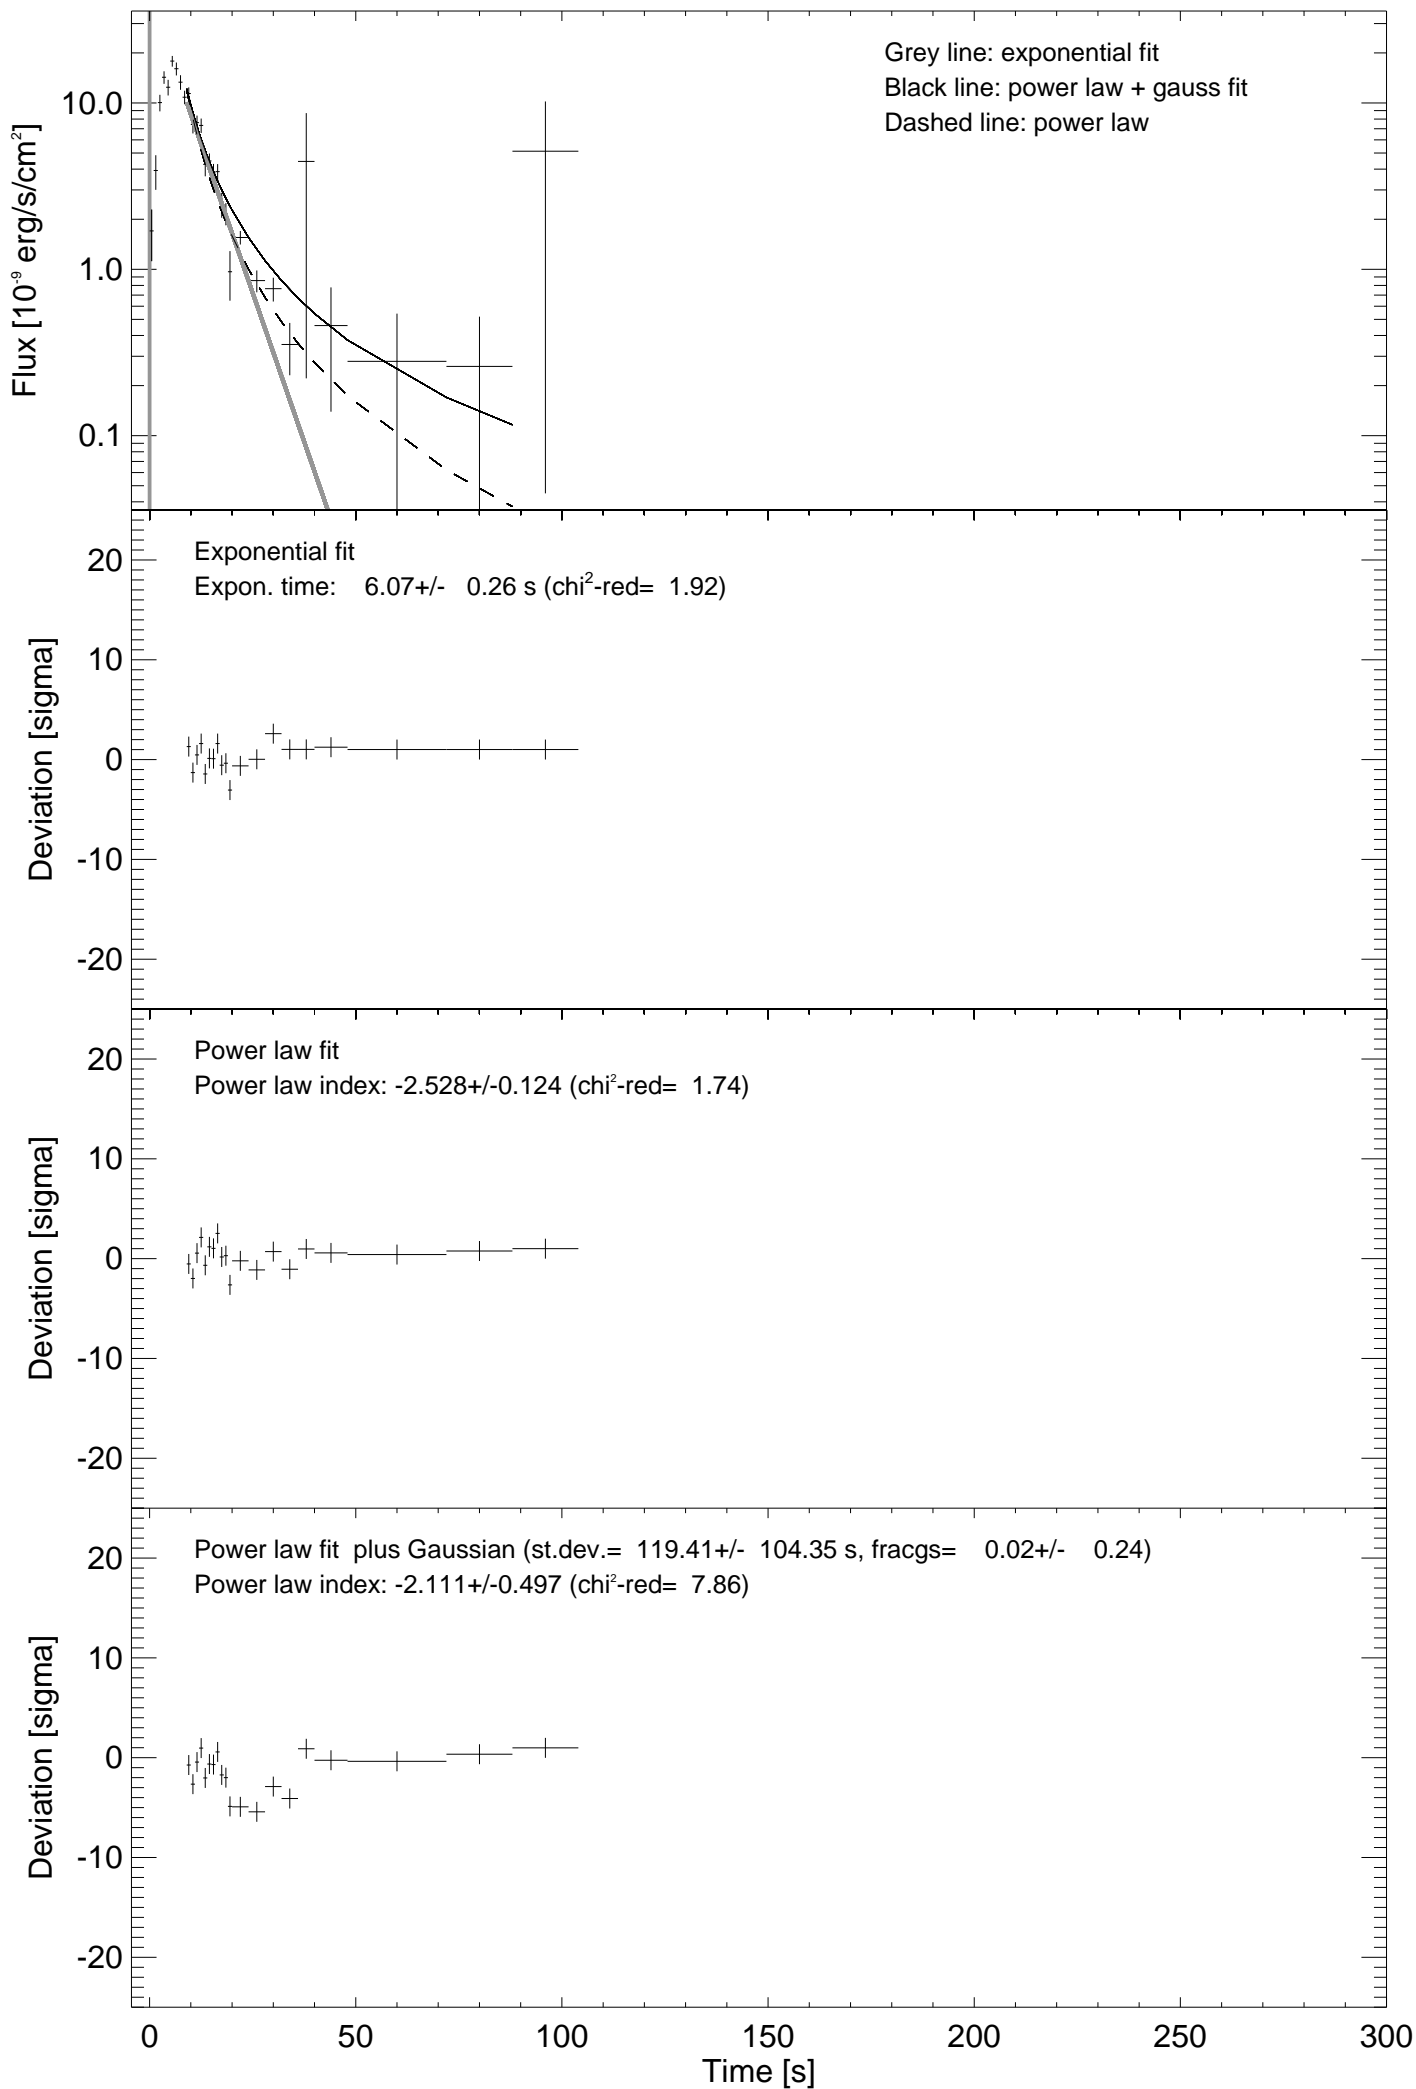 Grey line: exponential fit
Black line: power law + gauss fit
Dashed line: power law
Flux [10⁻⁹ erg/s/cm²]
10.0
1.0
0.1
Exponential fit
Expon. time: 6.07+/- 0.26 s (chi²-red= 1.92)
Deviation [sigma]
20
10
0
-10
-20
Power law fit
Power law index: -2.528+/-0.124 (chi²-red= 1.74)
Deviation [sigma]
20
10
0
-10
-20
Power law fit plus Gaussian (st.dev.= 119.41+/- 104.35 s, fracgs= 0.02+/- 0.24)
Power law index: -2.111+/-0.497 (chi²-red= 7.86)
Deviation [sigma]
20
10
0
-10
-20
0 50 100 150 200 250 300
Time [s]